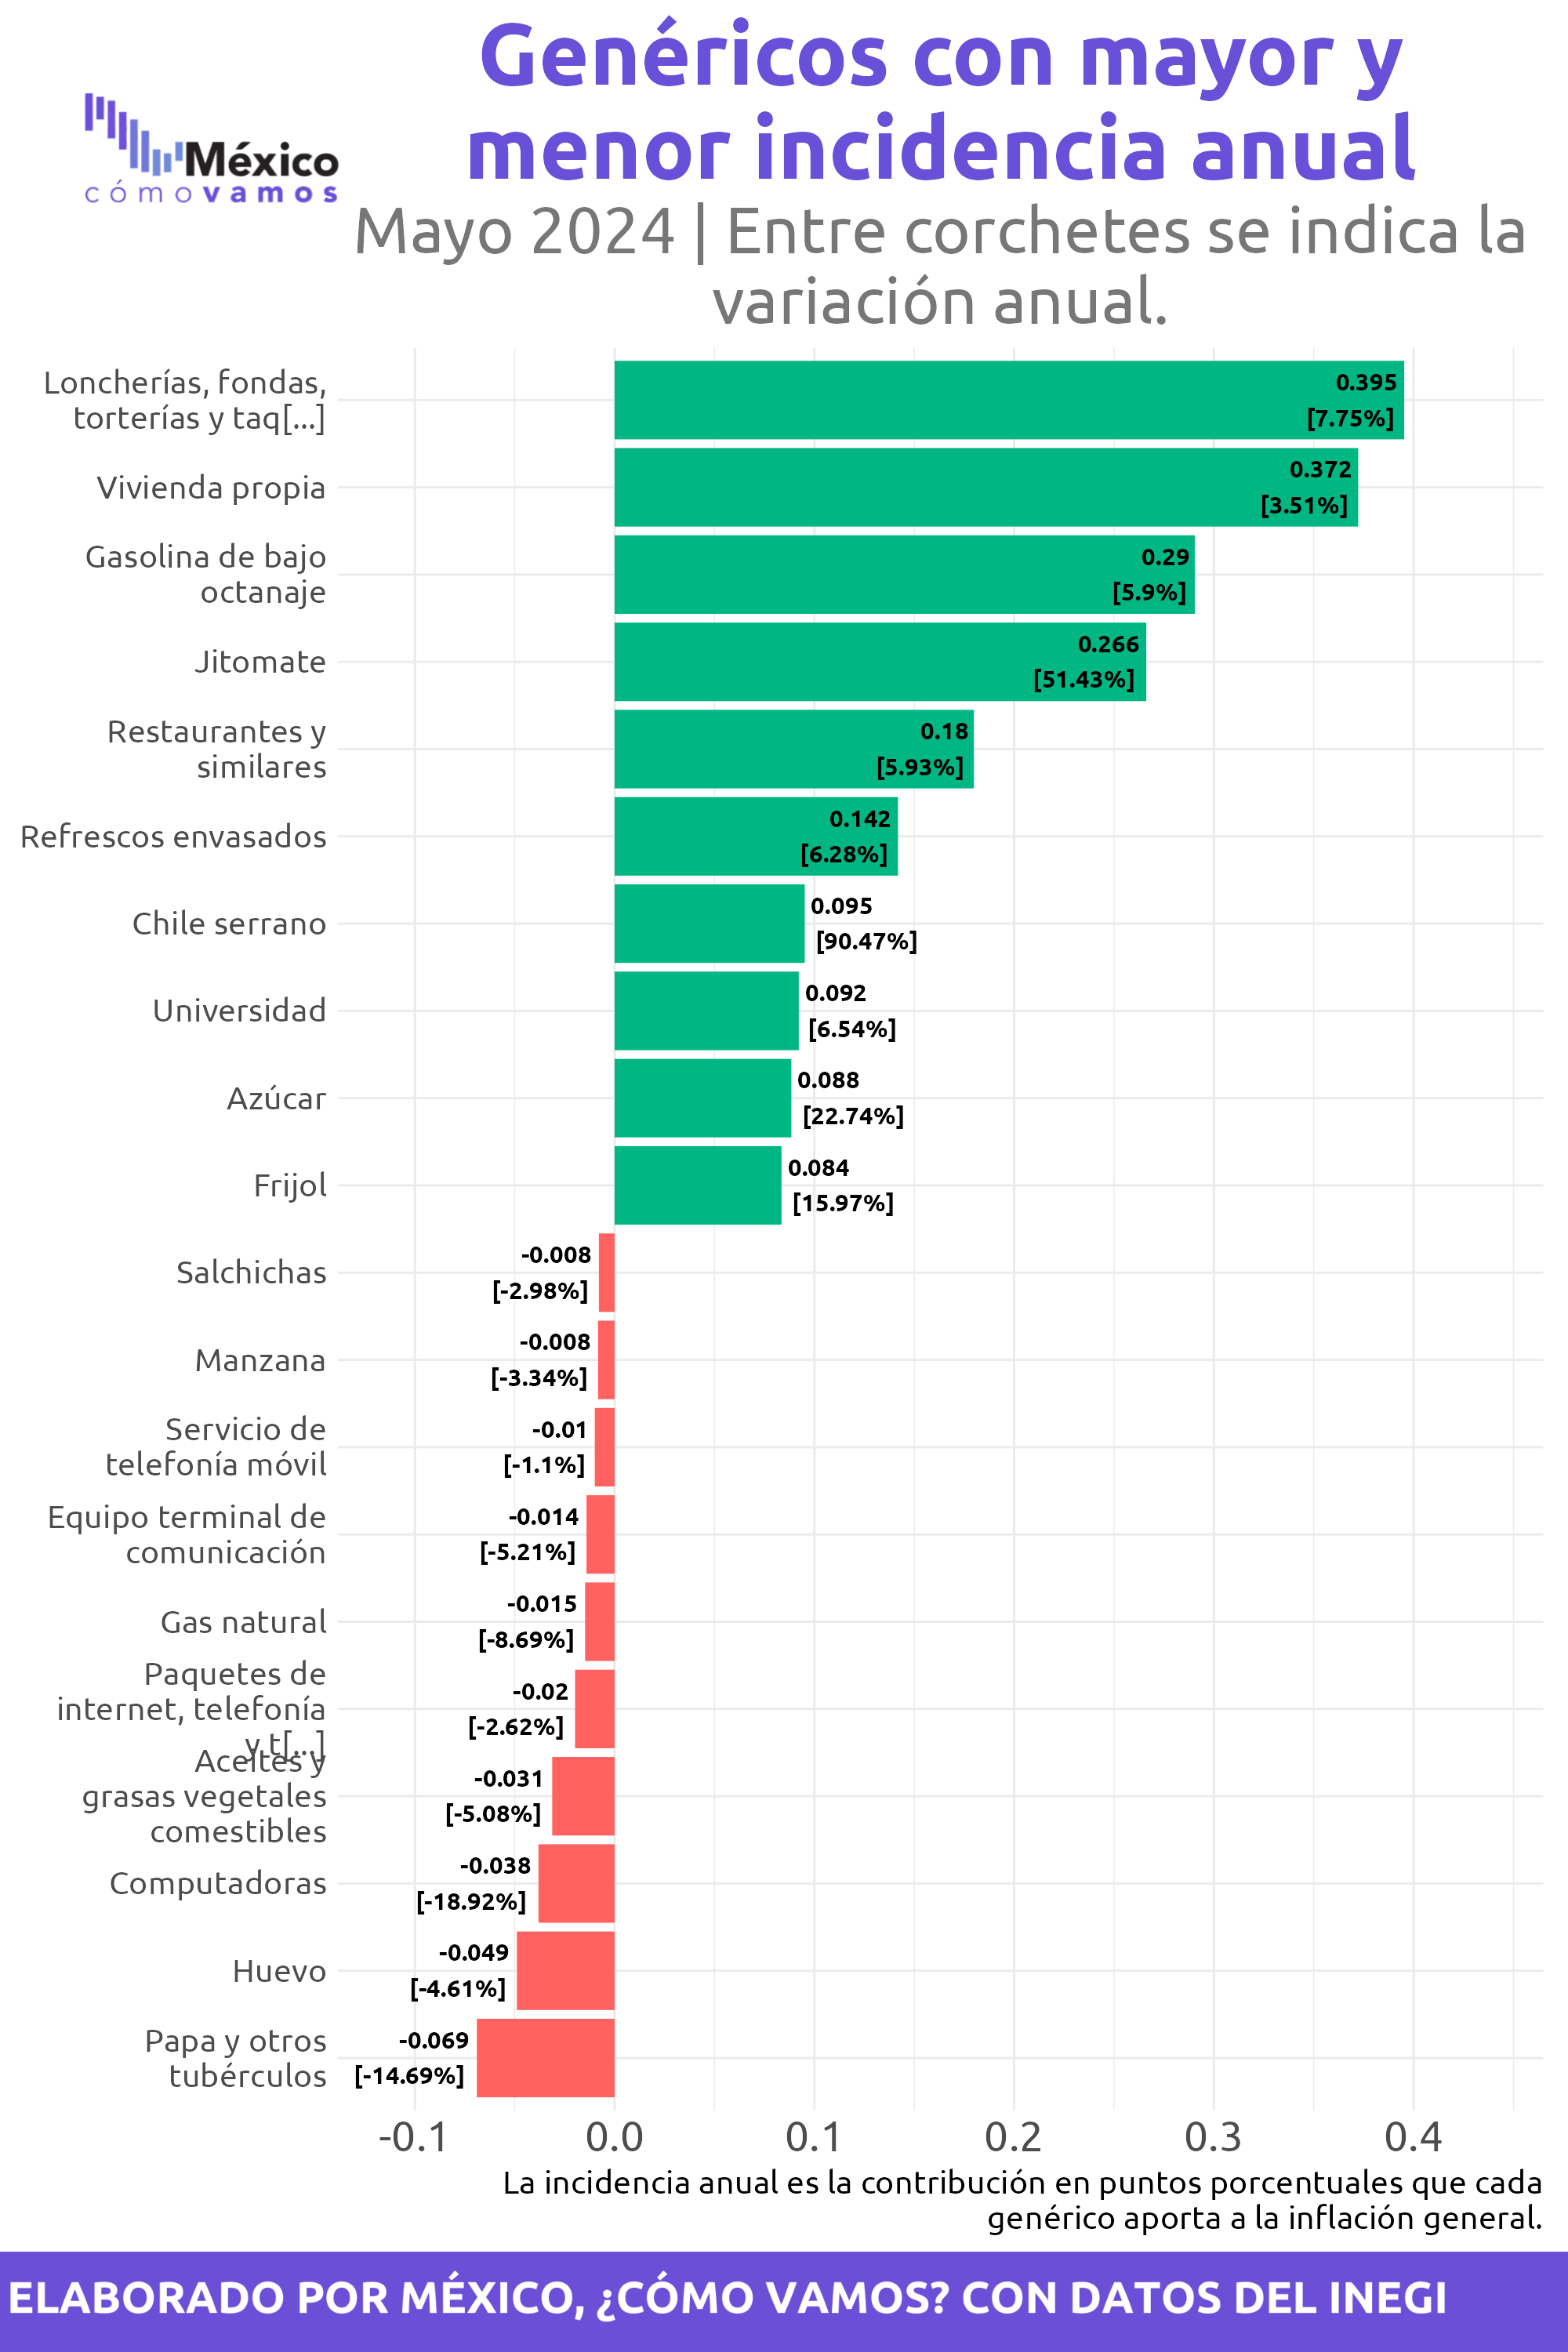 México
cómovamos
Genéricos con mayor y
menor incidencia anual
Mayo 2024 | Entre corchetes se indica la
variación anual.
Loncherías, fondas,
torterías y taq[...]
0.395
[7.75%]
Vivienda propia
0.372
[3.51%]
Gasolina de bajo
octanaje
0.29
[5.9%]
Jitomate
0.266
[51.43%]
Restaurantes y
similares
0.18
[5.93%]
Refrescos envasados
0.142
[6.28%]
Chile serrano
0.095
[90.47%]
Universidad
0.092
[6.54%]
Azúcar
0.088
[22.74%]
Frijol
0.084
[15.97%]
Salchichas
-0.008
[-2.98%]
Manzana
-0.008
[-3.34%]
Servicio de
telefonía móvil
-0.01
[-1.1%]
Equipo terminal de
comunicación
-0.014
[-5.21%]
Gas natural
-0.015
[-8.69%]
Paquetes de
internet, telefonía
y t[...]
-0.02
[-2.62%]
Aceites y
grasas vegetales
comestibles
-0.031
[-5.08%]
Computadoras
-0.038
[-18.92%]
Huevo
-0.049
[-4.61%]
Papa y otros
tubérculos
-0.069
[-14.69%]
-0.1 0.0 0.1 0.2 0.3 0.4
La incidencia anual es la contribución en puntos porcentuales que cada
genérico aporta a la inflación general.
ELABORADO POR MÉXICO, ¿CÓMO VAMOS? CON DATOS DEL INEGI